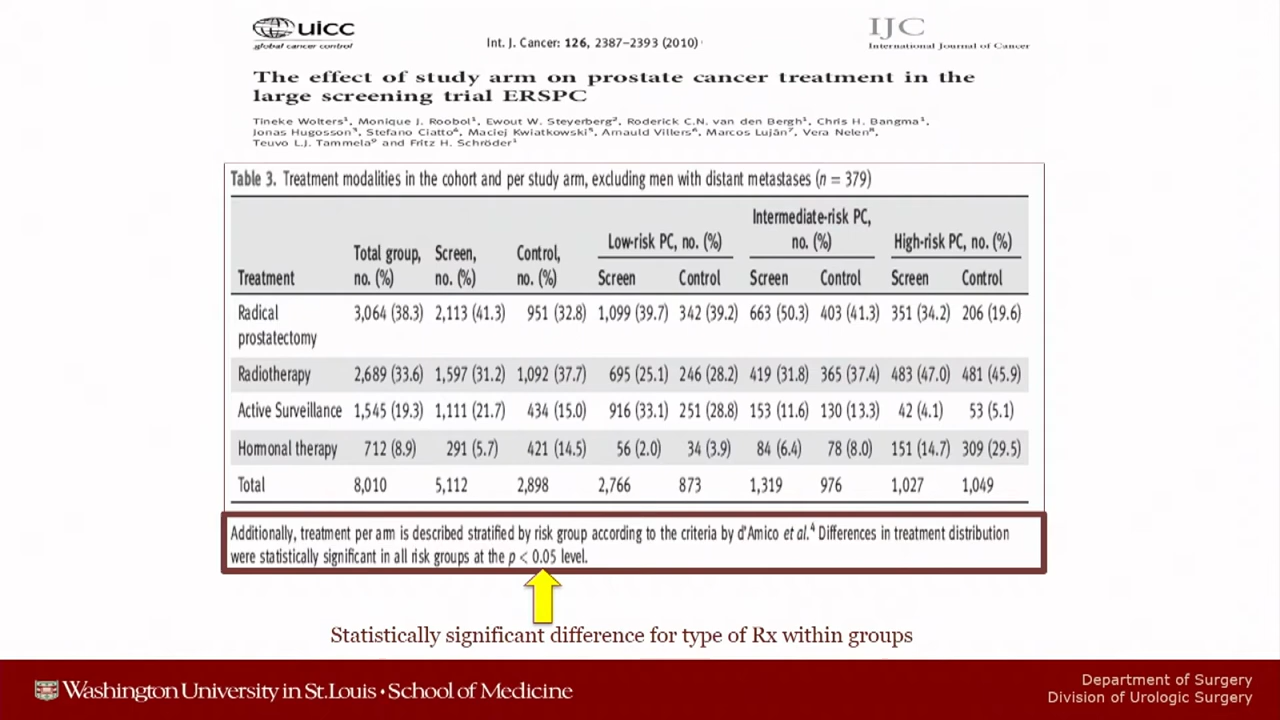 uicc
global cancer control
Int. J. Cancer: 126, 2387–2393 (2010)
IJC
International Journal of Cancer
The effect of study arm on prostate cancer treatment in the
large screening trial ERSPC
Tineke Wolters¹, Monique J. Roobol¹, Ewout W. Steyerberg², Roderick C.N. van den Bergh¹, Chris H. Bangma¹,
Jonas Hugosson³, Stefano Ciatto⁴, Maciej Kwiatkowski⁵, Arnauld Villers⁶, Marcos Luján⁷, Vera Nelen⁸,
Teuvo L.J. Tammela⁹ and Fritz H. Schröder¹
Table 3. Treatment modalities in the cohort and per study arm, excluding men with distant metastases (n = 379)
Intermediate-risk PC,
Total group, Screen, Control, Low-risk PC, no. (%) no. (%) High-risk PC, no. (%)
Treatment no. (%) no. (%) no. (%) Screen Control Screen Control Screen Control
Radical 3,064 (38.3) 2,113 (41.3) 951 (32.8) 1,099 (39.7) 342 (39.2) 663 (50.3) 403 (41.3) 351 (34.2) 206 (19.6)
prostatectomy
Radiotherapy 2,689 (33.6) 1,597 (31.2) 1,092 (37.7) 695 (25.1) 246 (28.2) 419 (31.8) 365 (37.4) 483 (47.0) 481 (45.9)
Active Surveillance 1,545 (19.3) 1,111 (21.7) 434 (15.0) 916 (33.1) 251 (28.8) 153 (11.6) 130 (13.3) 42 (4.1) 53 (5.1)
Hormonal therapy 712 (8.9) 291 (5.7) 421 (14.5) 56 (2.0) 34 (3.9) 84 (6.4) 78 (8.0) 151 (14.7) 309 (29.5)
Total 8,010 5,112 2,898 2,766 873 1,319 976 1,027 1,049
Additionally, treatment per arm is described stratified by risk group according to the criteria by d'Amico et al.⁴ Differences in treatment distribution
were statistically significant in all risk groups at the p < 0.05 level.
Statistically significant difference for type of Rx within groups
Washington University in St. Louis • School of Medicine
Department of Surgery
Division of Urologic Surgery